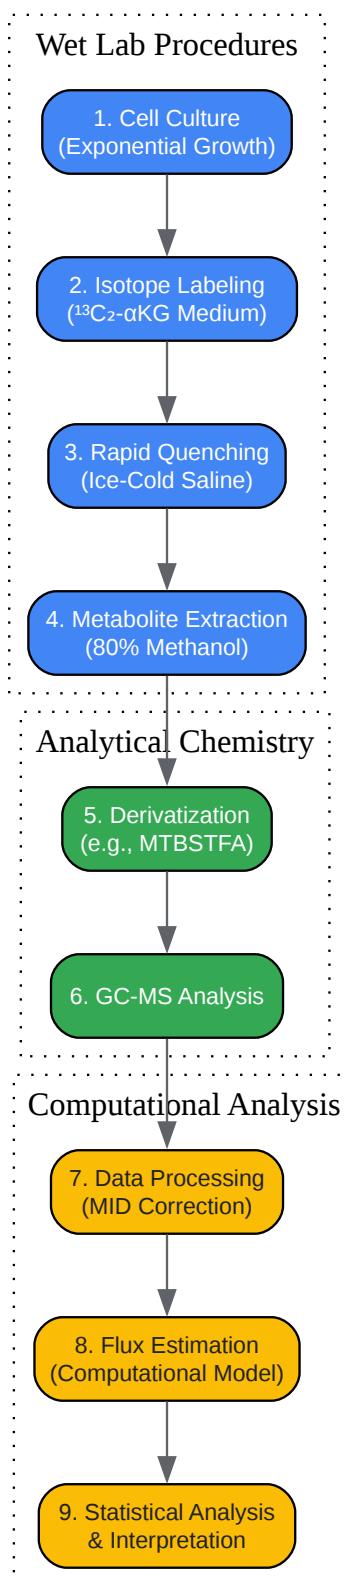 Wet Lab Procedures
1. Cell Culture
(Exponential Growth)
2. Isotope Labeling
(¹³C₂-αKG Medium)
3. Rapid Quenching
(Ice-Cold Saline)
4. Metabolite Extraction
(80% Methanol)
Analytical Chemistry
5. Derivatization
(e.g., MTBSTFA)
6. GC-MS Analysis
Computational Analysis
7. Data Processing
(MID Correction)
8. Flux Estimation
(Computational Model)
9. Statistical Analysis
& Interpretation